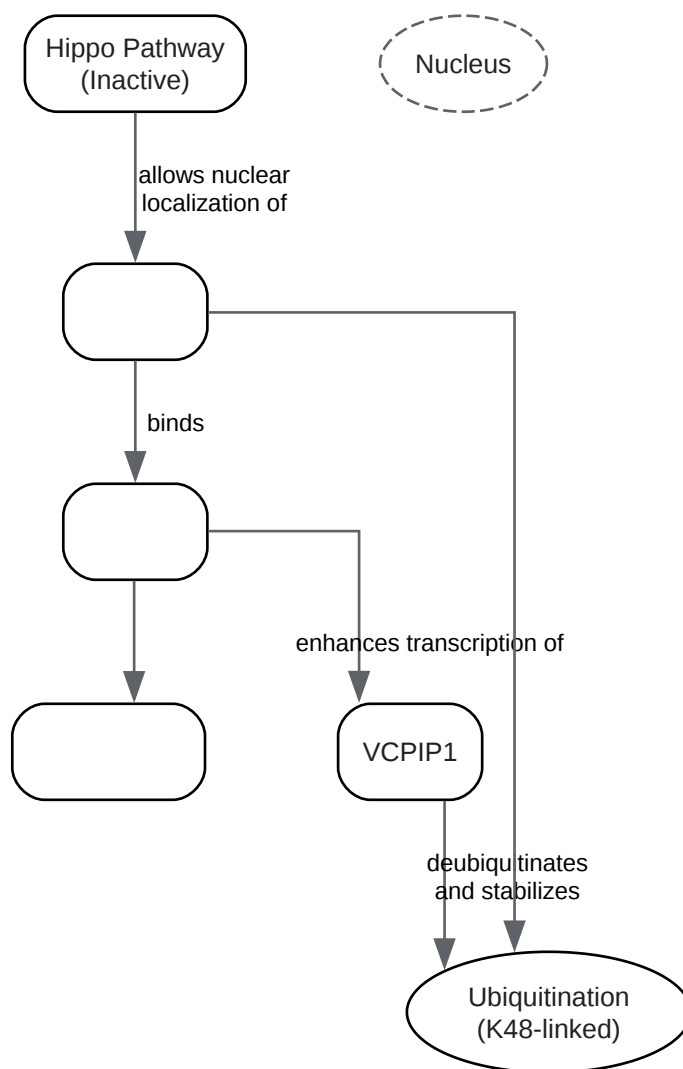 Hippo Pathway
(Inactive)
Nucleus
allows nuclear
localization of
binds
enhances transcription of
VCPIP1
deubiquitinates
and stabilizes
Ubiquitination
(K48-linked)